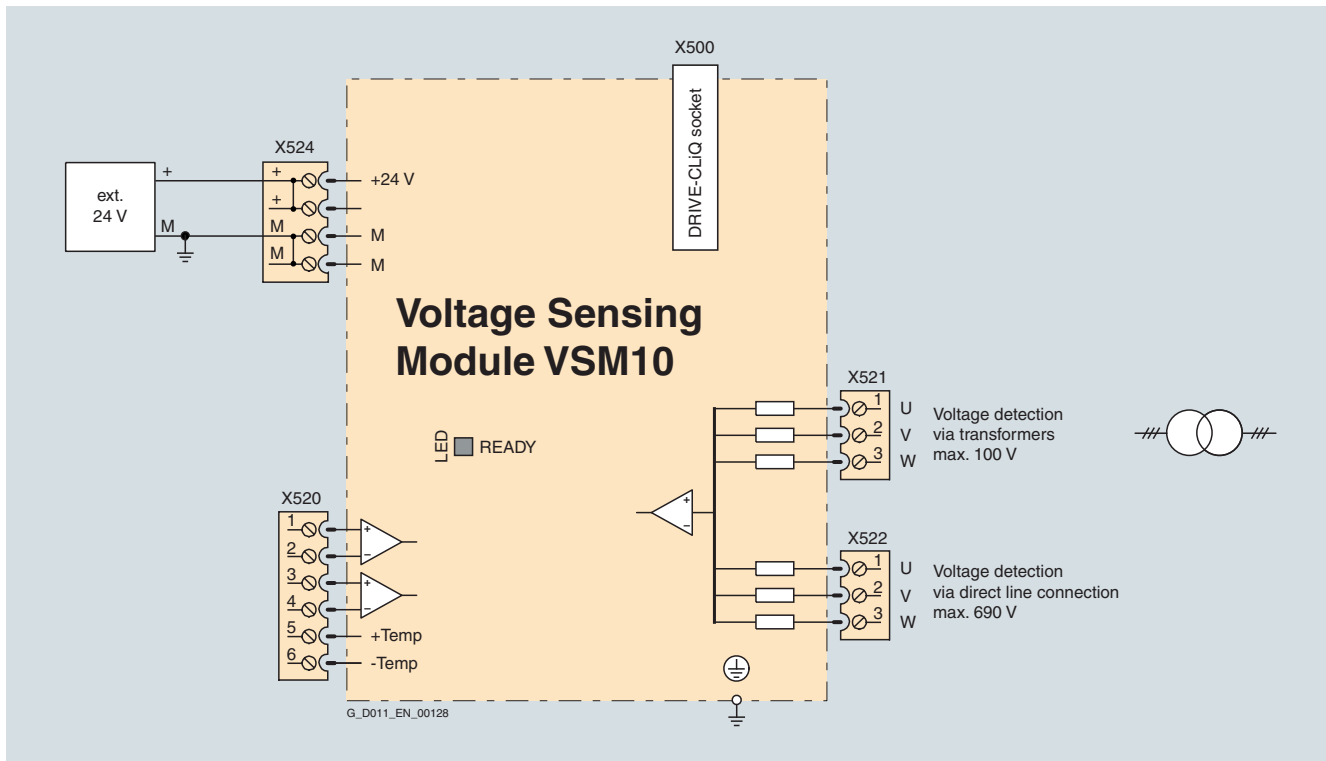 X500
DRIVE-CLiQ socket
X524
ext.
24 V
+
M
+
+
M
M
+24 V
M
M
Voltage Sensing
Module VSM10
LED
READY
X520
1
2
3
4
5
6
+
–
+
–
+Temp
-Temp
+
–
X521
1
2
3
U
V
W
Voltage detection
via transformers
max. 100 V
X522
1
2
3
U
V
W
Voltage detection
via direct line connection
max. 690 V
G_D011_EN_00128